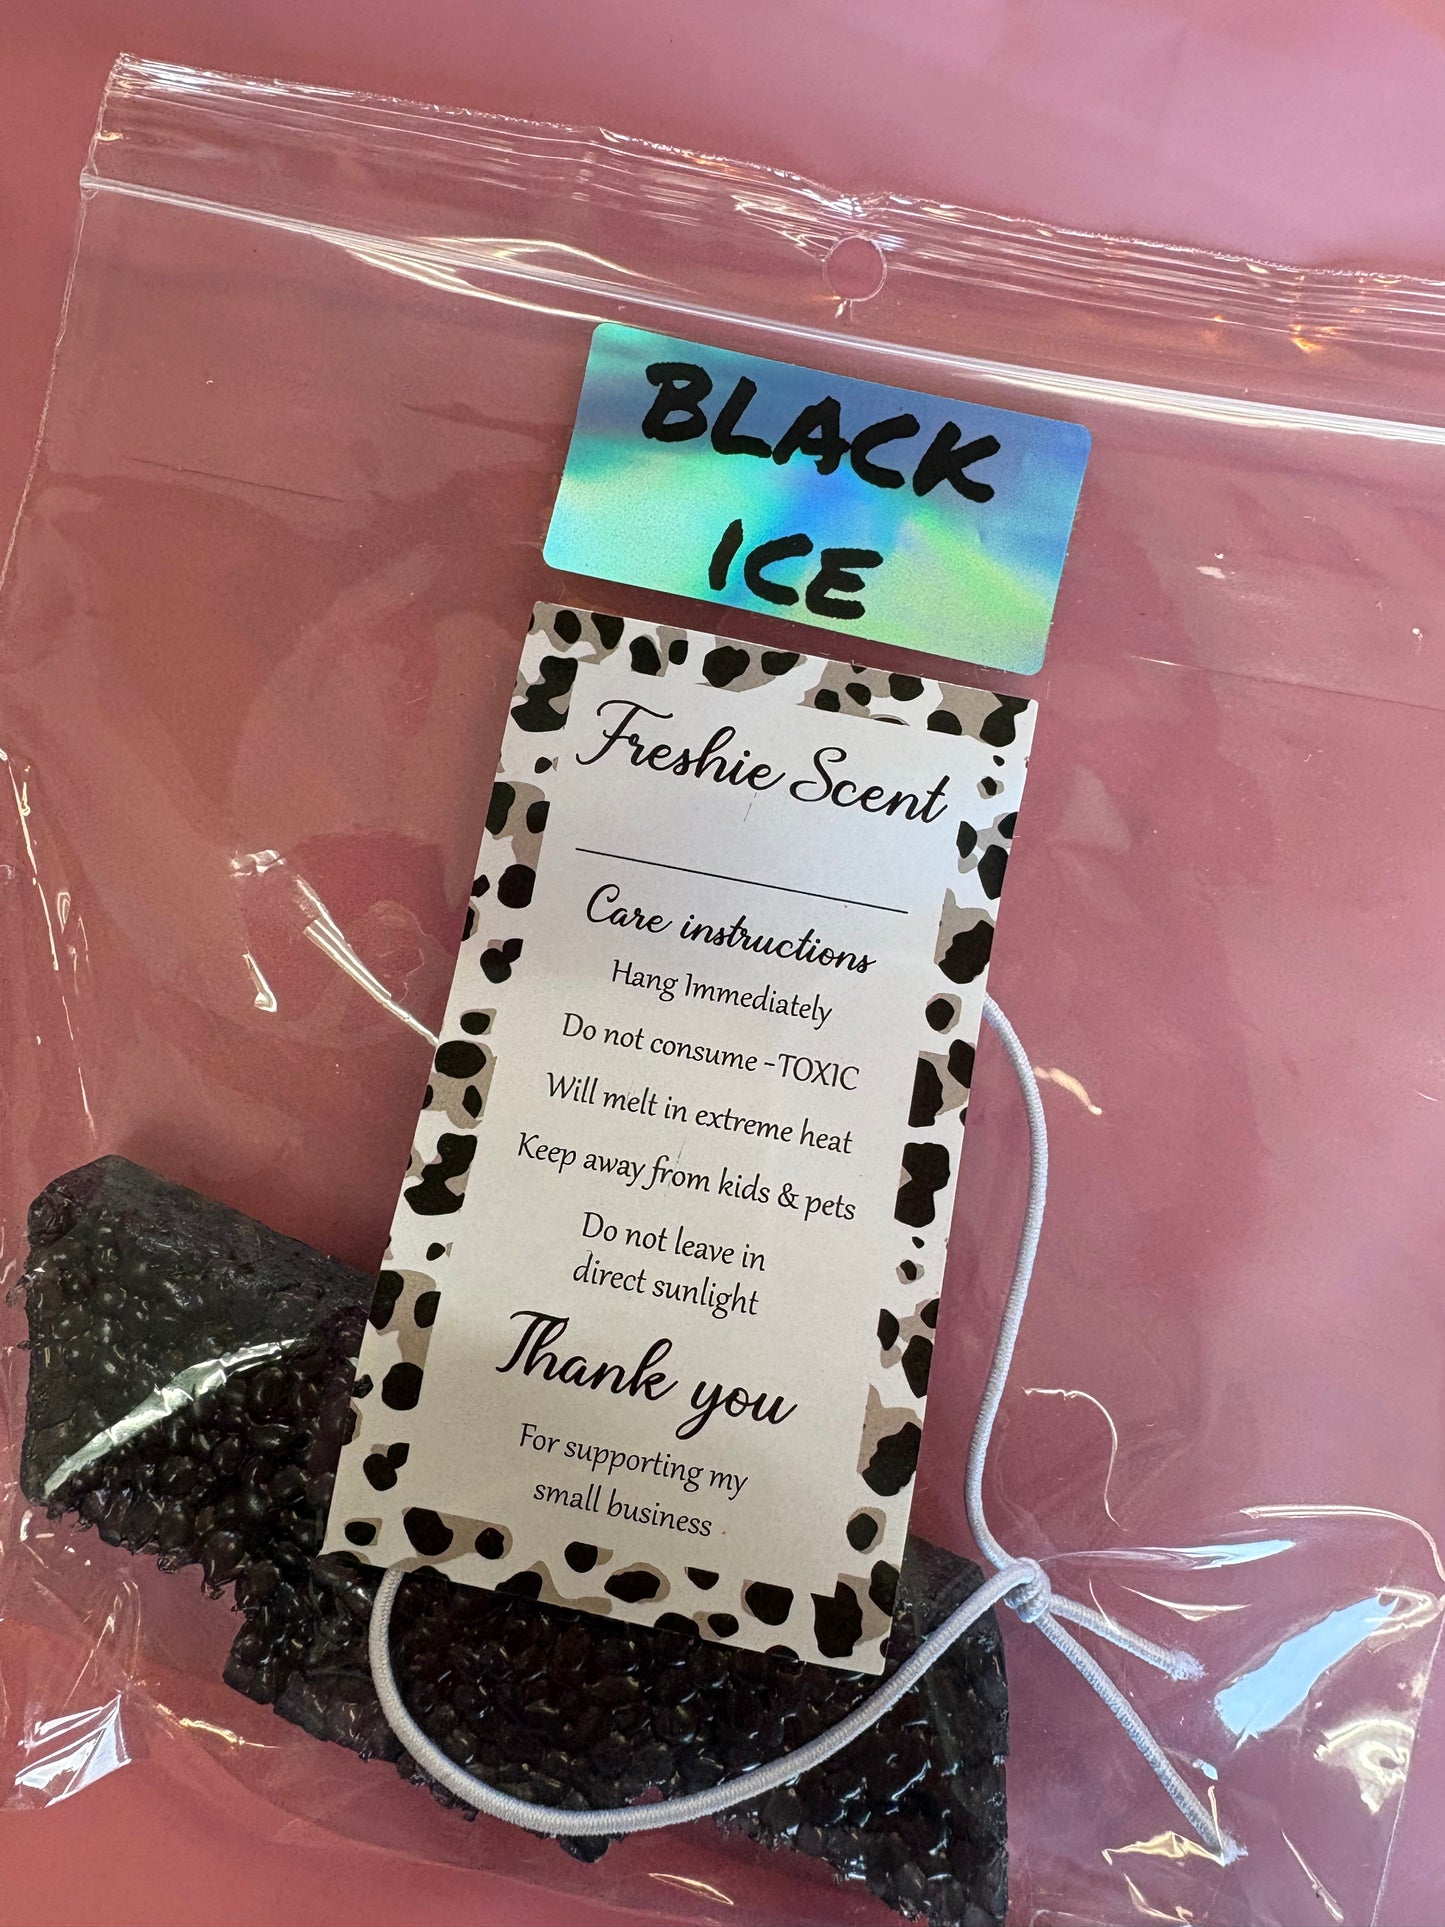 BLACK
ICE
Freshie Scent
Care instructions
Hang Immediately
Do not consume -TOXIC
Will melt in extreme heat
Keep away from kids & pets
Do not leave in
direct sunlight
Thank you
For supporting my
small business